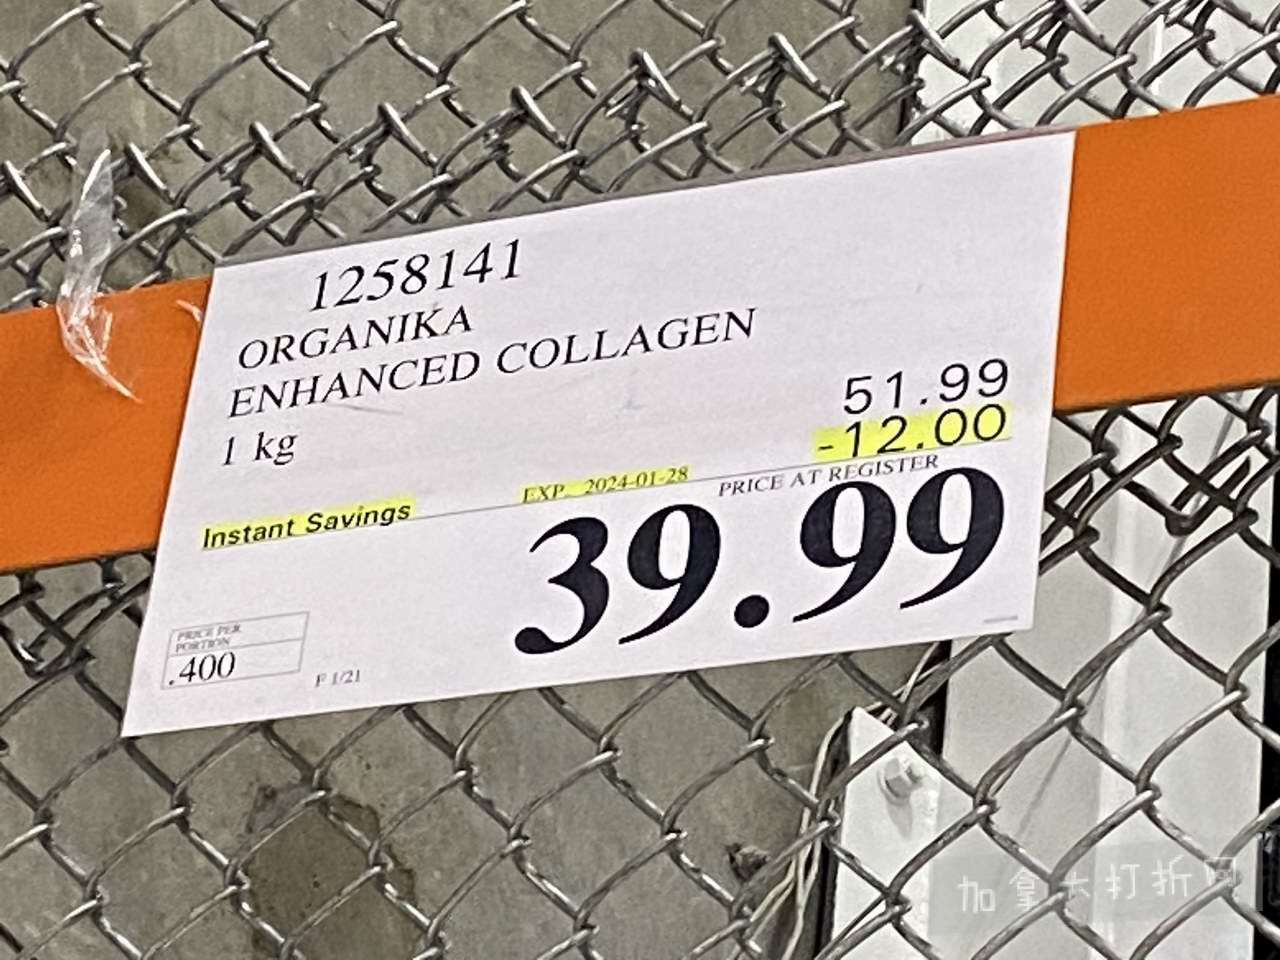 1258141
ORGANIKA
ENHANCED COLLAGEN
1 kg
51.99
-12.00
Instant Savings
EXP. 2024-01-28
PRICE AT REGISTER
39.99
PRICE PER
PORTION
.400
F 1/21
加拿大打折网